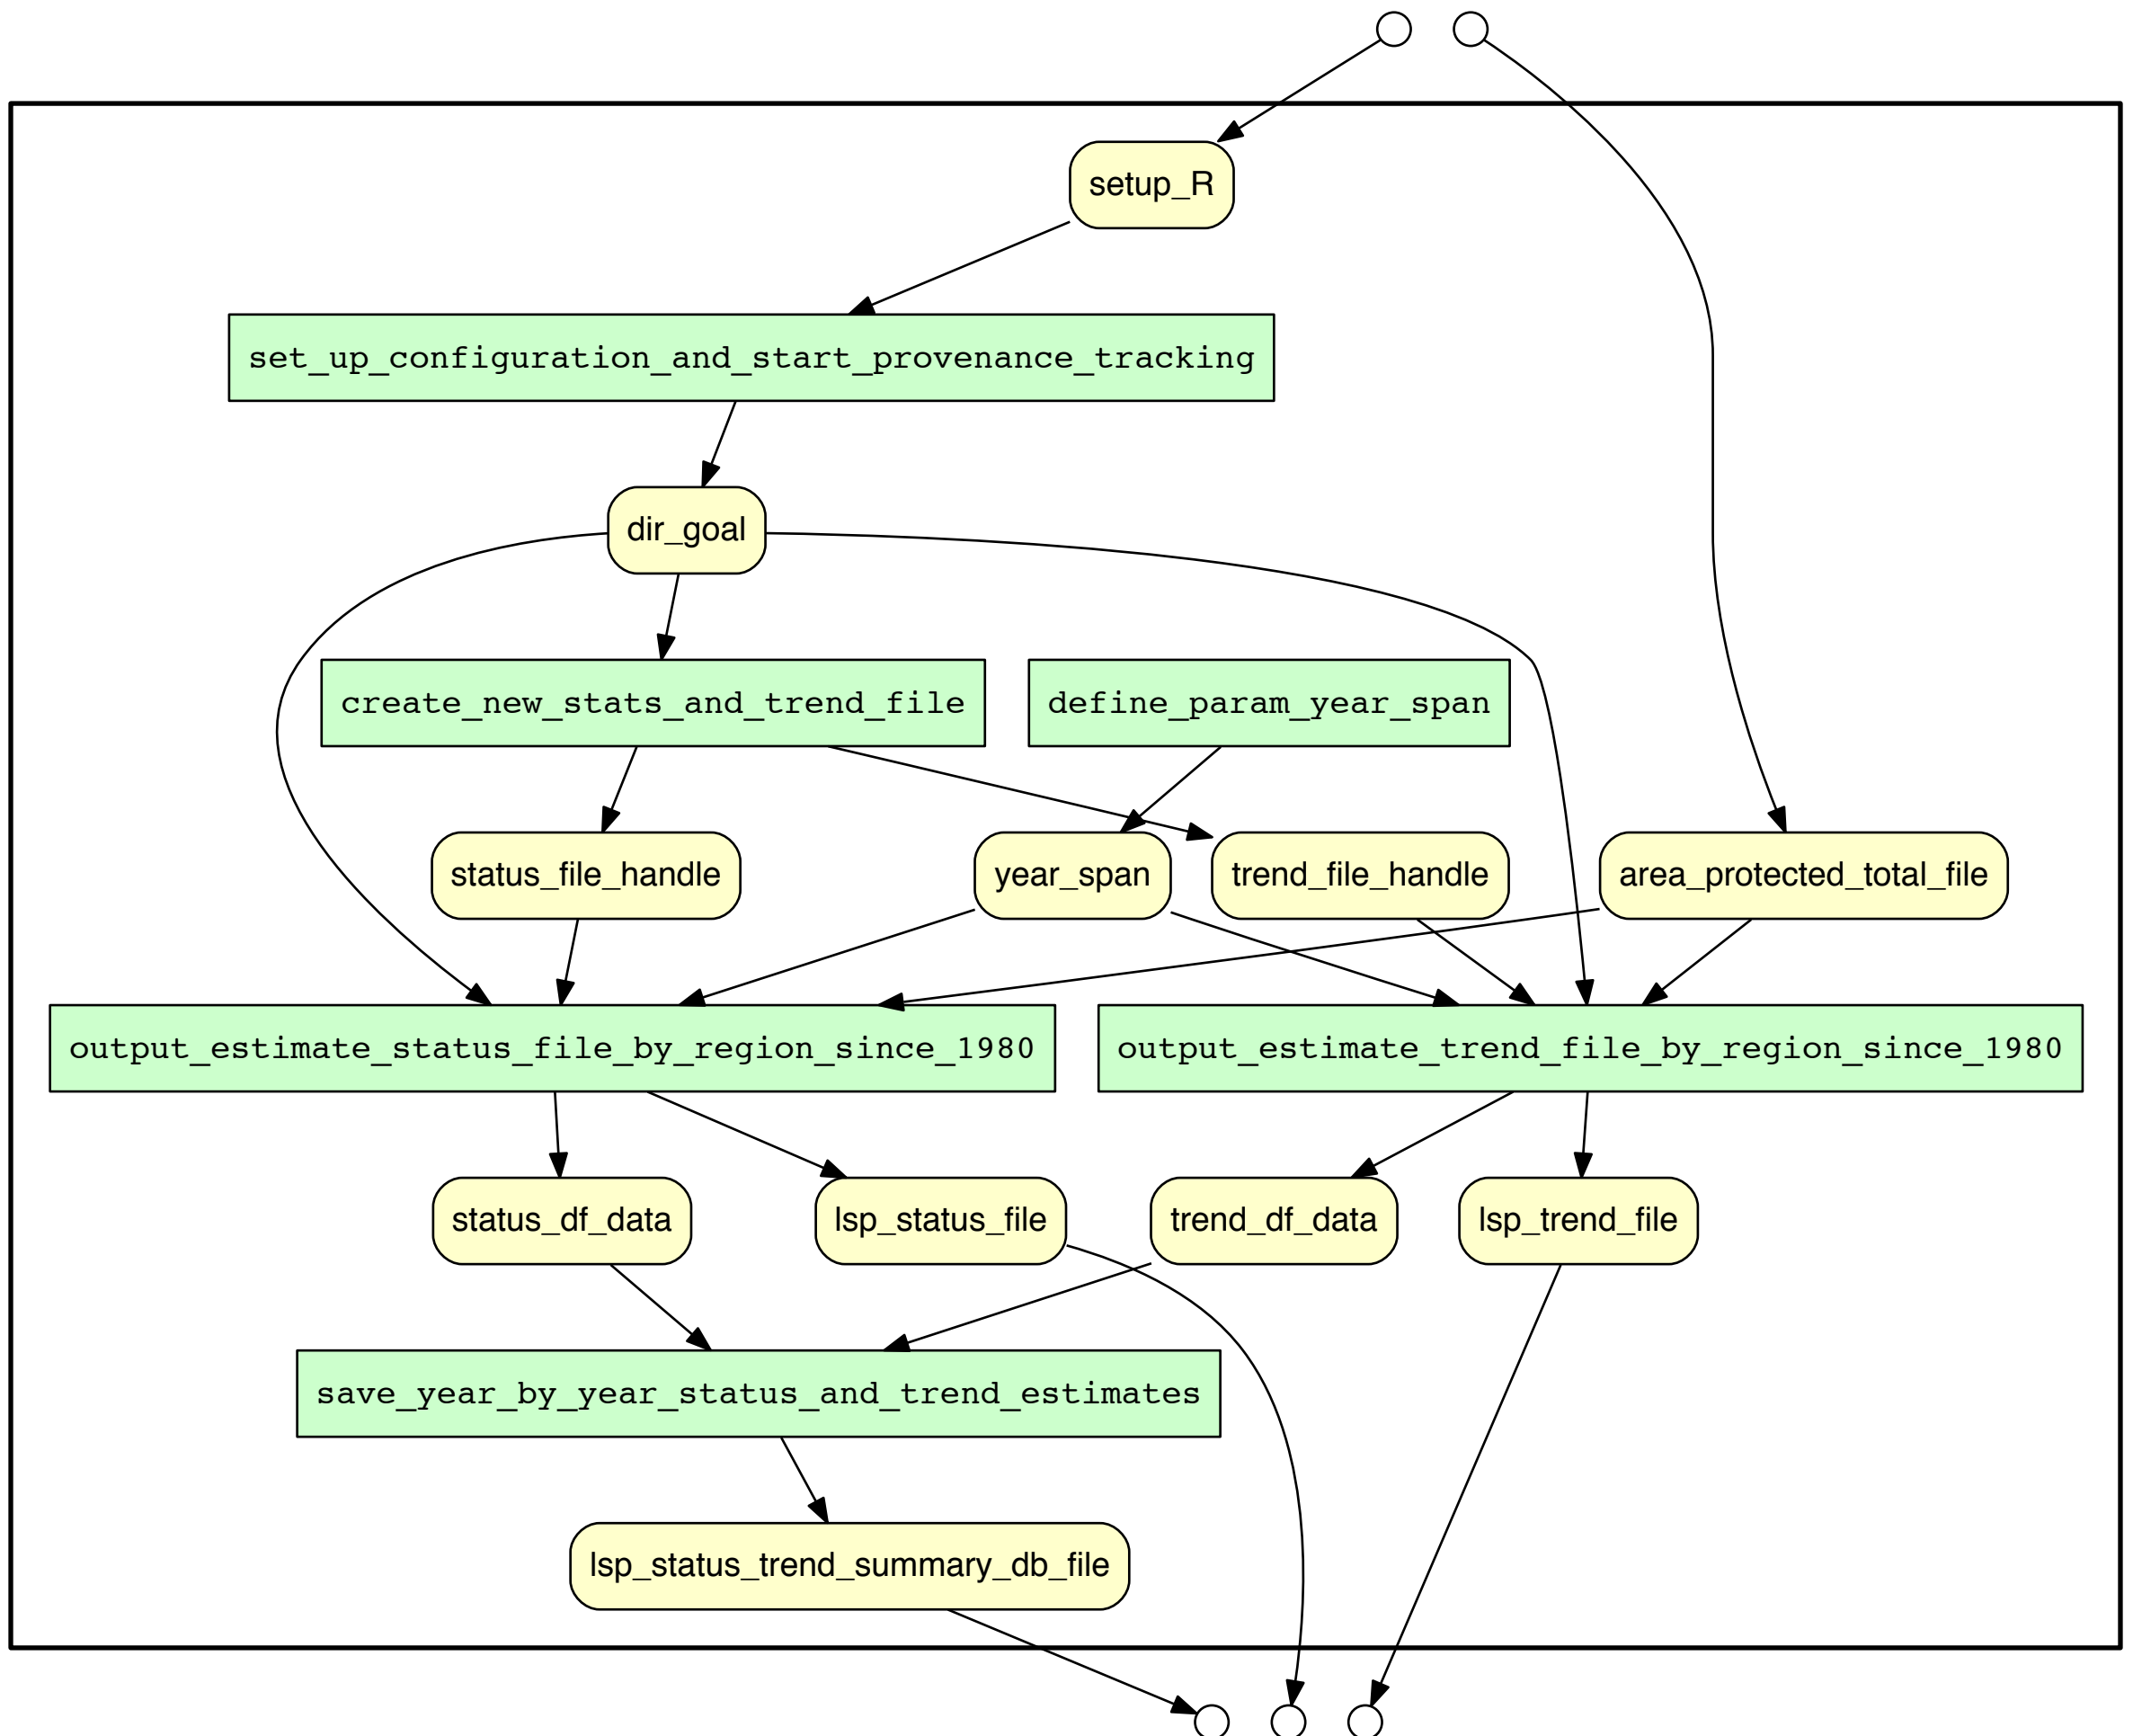 setup_R
set_up_configuration_and_start_provenance_tracking
dir_goal
create_new_stats_and_trend_file
define_param_year_span
status_file_handle
year_span
trend_file_handle
area_protected_total_file
output_estimate_status_file_by_region_since_1980
output_estimate_trend_file_by_region_since_1980
status_df_data
lsp_status_file
trend_df_data
lsp_trend_file
save_year_by_year_status_and_trend_estimates
lsp_status_trend_summary_db_file